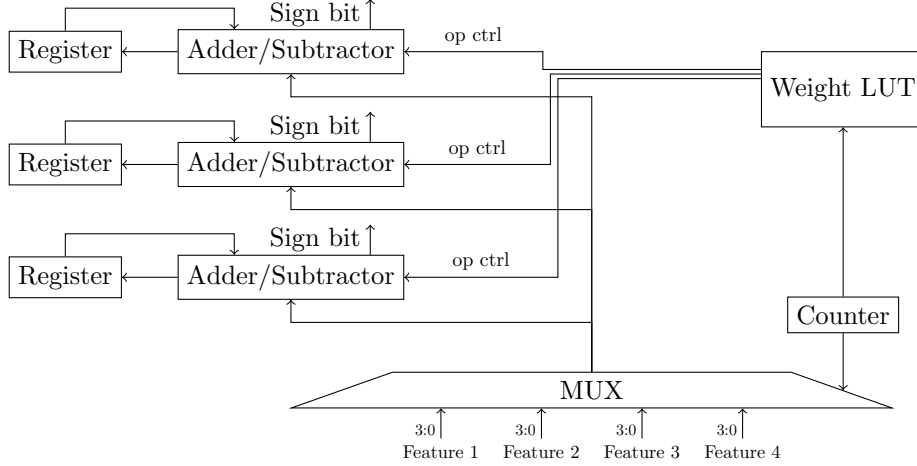 Sign bit
Register
Adder/Subtractor
op ctrl
Weight LUT
Sign bit
Register
Adder/Subtractor
op ctrl
Sign bit
Register
Adder/Subtractor
op ctrl
Counter
MUX
3:0 3:0 3:0 3:0
Feature 1 Feature 2 Feature 3 Feature 4